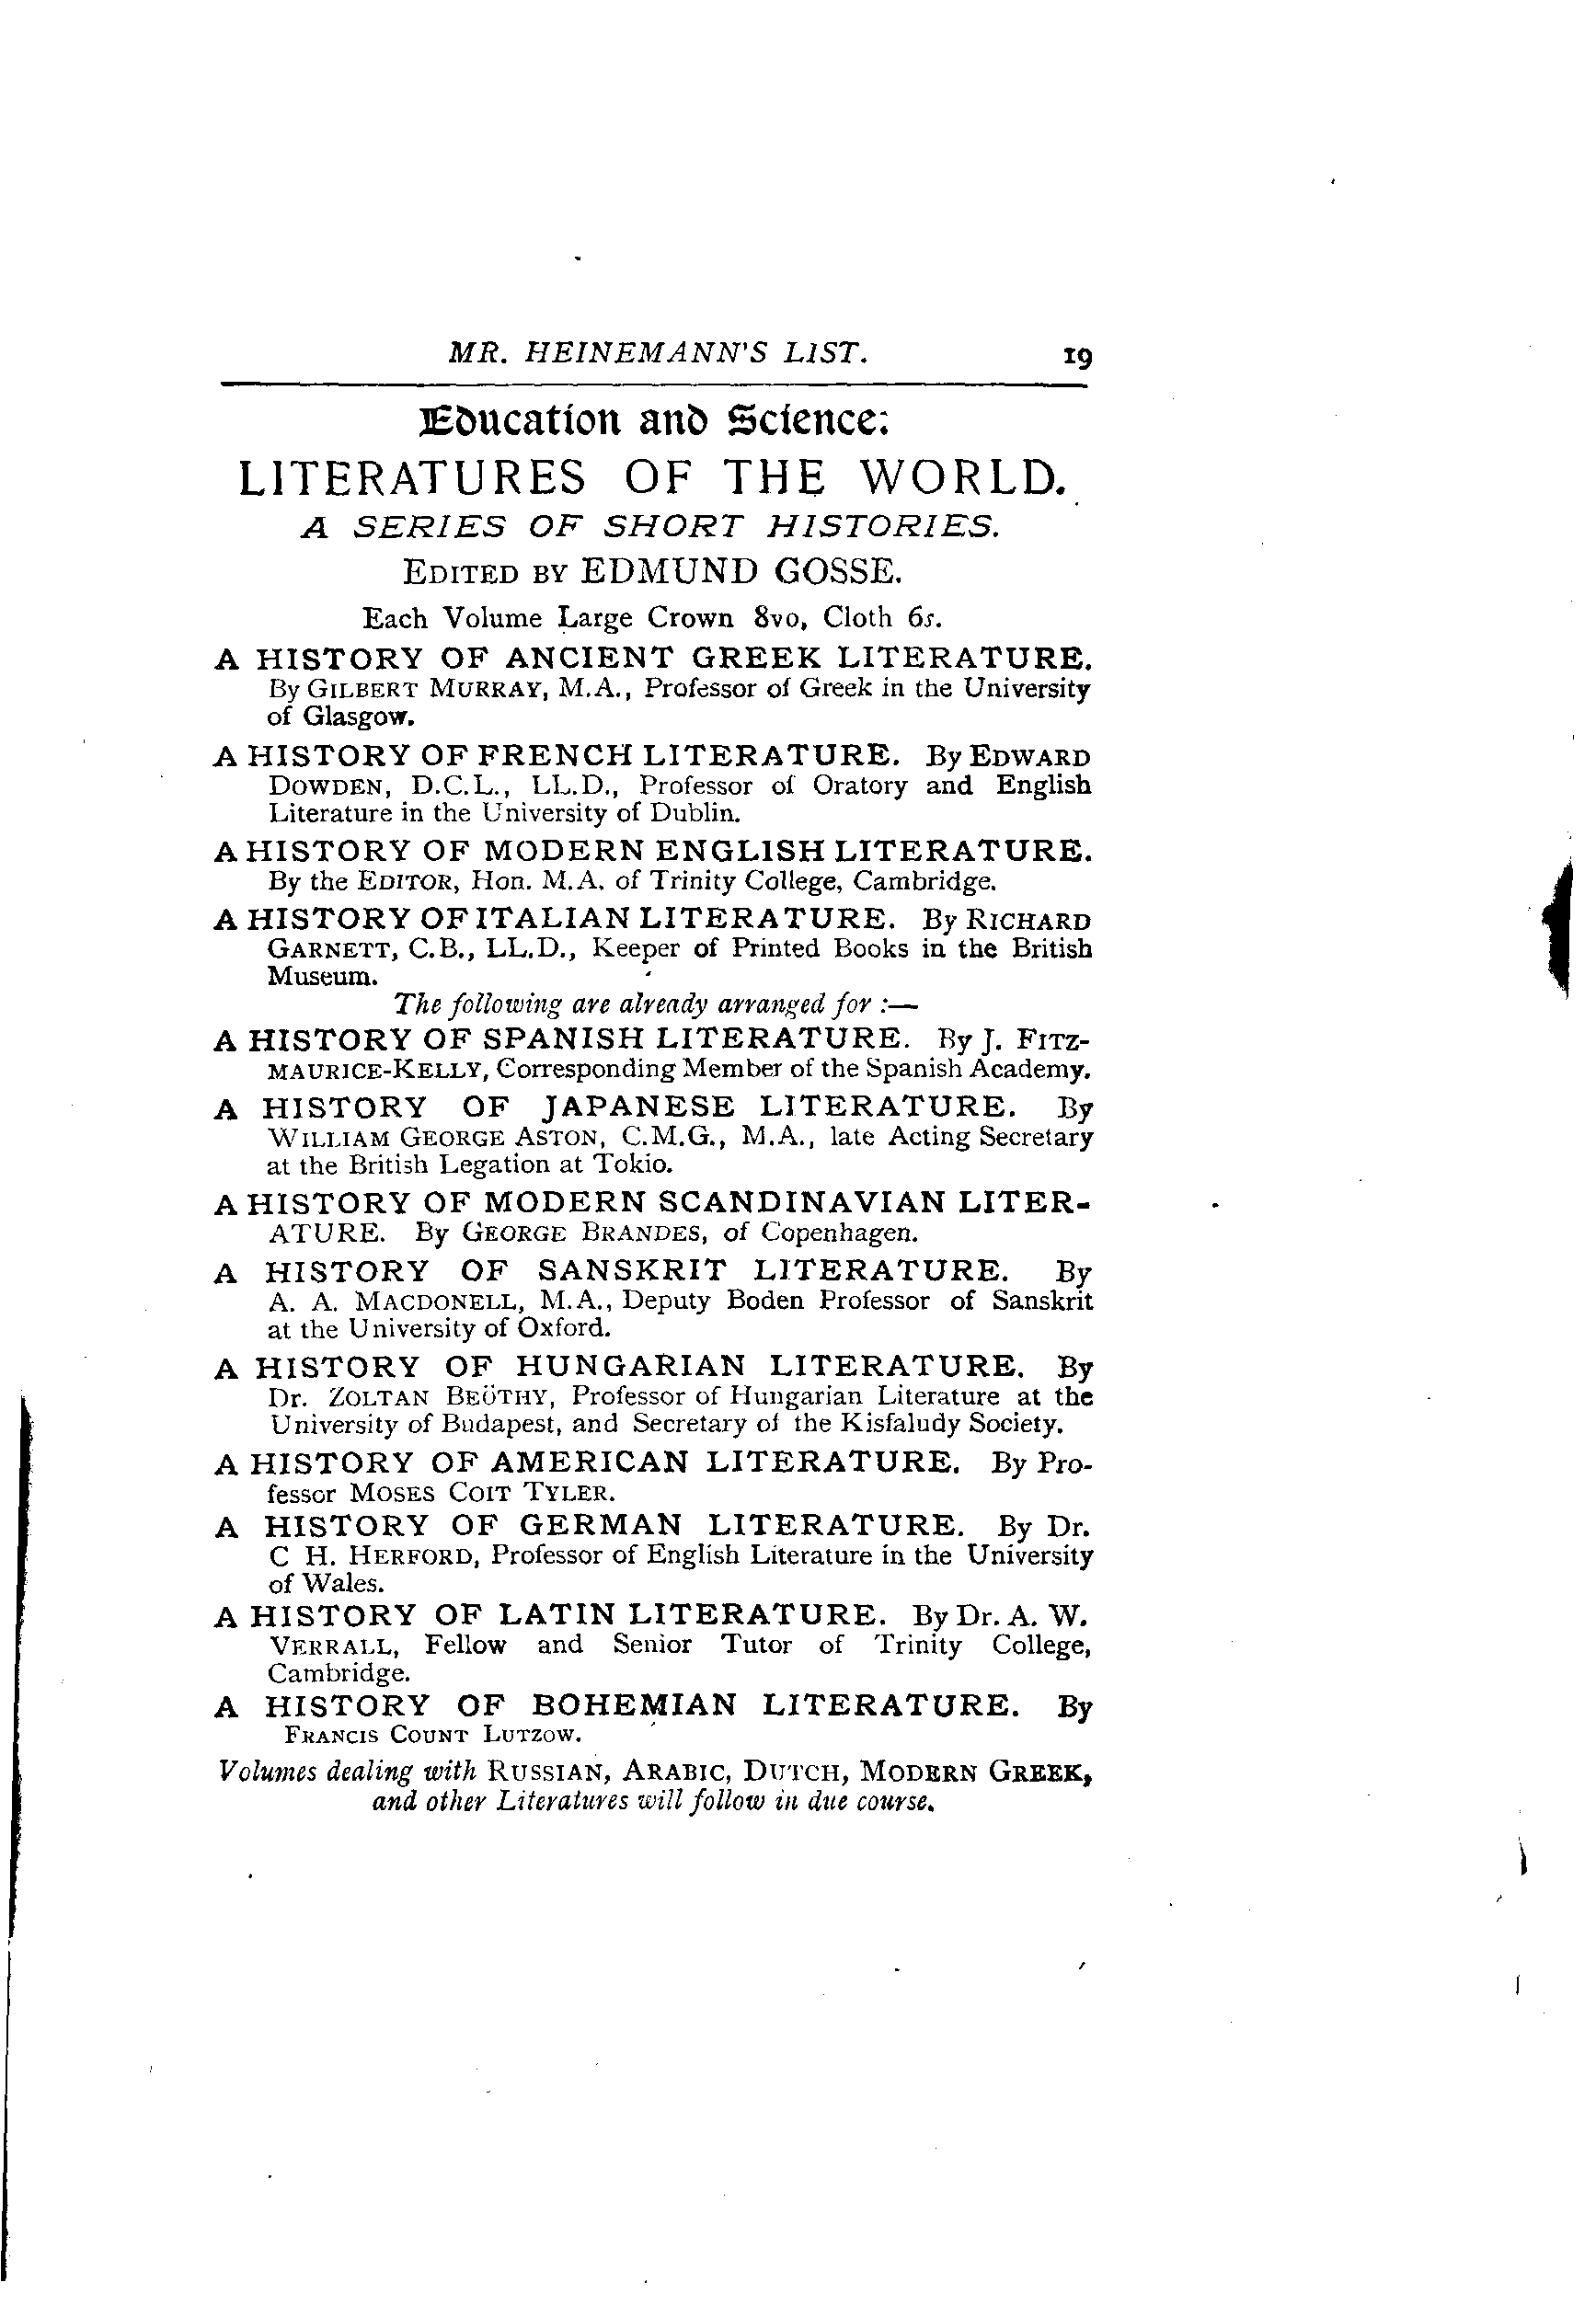 MR. HEINEMANN'S LIST. 19
Education and Science:
LITERATURES OF THE WORLD.
A SERIES OF SHORT HISTORIES.
EDITED BY EDMUND GOSSE.
Each Volume Large Crown 8vo, Cloth 6s.
A HISTORY OF ANCIENT GREEK LITERATURE.
By GILBERT MURRAY, M.A., Professor of Greek in the University
of Glasgow.
A HISTORY OF FRENCH LITERATURE. By EDWARD
DOWDEN, D.C.L., LL.D., Professor of Oratory and English
Literature in the University of Dublin.
A HISTORY OF MODERN ENGLISH LITERATURE.
By the EDITOR, Hon. M.A. of Trinity College, Cambridge.
A HISTORY OF ITALIAN LITERATURE. By RICHARD
GARNETT, C.B., LL.D., Keeper of Printed Books in the British
Museum.
The following are already arranged for :—
A HISTORY OF SPANISH LITERATURE. By J. FITZ-
MAURICE-KELLY, Corresponding Member of the Spanish Academy.
A HISTORY OF JAPANESE LITERATURE. By
WILLIAM GEORGE ASTON, C.M.G., M.A., late Acting Secretary
at the British Legation at Tokio.
A HISTORY OF MODERN SCANDINAVIAN LITER-
ATURE. By GEORGE BRANDES, of Copenhagen.
A HISTORY OF SANSKRIT LITERATURE. By
A. A. MACDONELL, M.A., Deputy Boden Professor of Sanskrit
at the University of Oxford.
A HISTORY OF HUNGARIAN LITERATURE. By
Dr. ZOLTAN BEÖTHY, Professor of Hungarian Literature at the
University of Budapest, and Secretary of the Kisfaludy Society.
A HISTORY OF AMERICAN LITERATURE. By Pro-
fessor MOSES COIT TYLER.
A HISTORY OF GERMAN LITERATURE. By Dr.
C H. HERFORD, Professor of English Literature in the University
of Wales.
A HISTORY OF LATIN LITERATURE. By Dr. A. W.
VERRALL, Fellow and Senior Tutor of Trinity College,
Cambridge.
A HISTORY OF BOHEMIAN LITERATURE. By
FRANCIS COUNT LUTZOW.
Volumes dealing with RUSSIAN, ARABIC, DUTCH, MODERN GREEK,
and other Literatures will follow in due course.